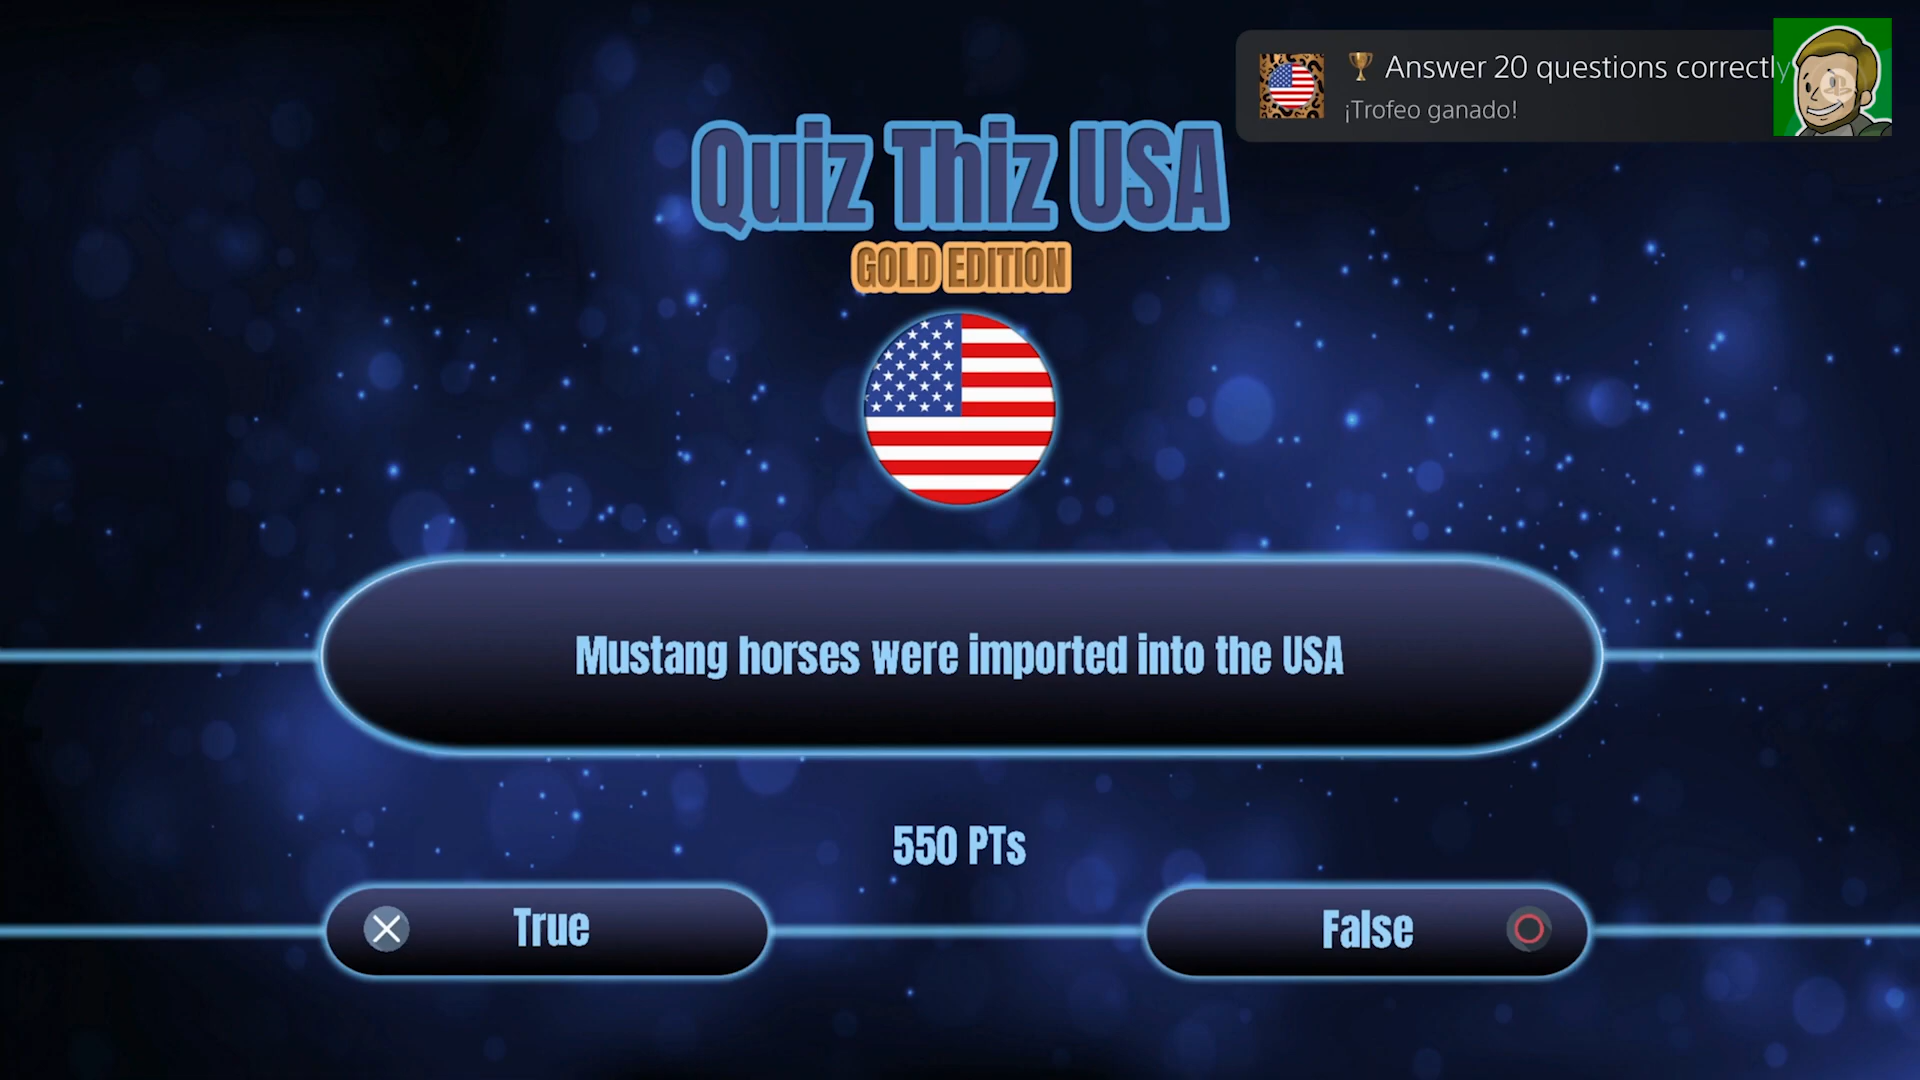 Answer 20 questions correctly
¡Trofeo ganado!
Quiz Thiz USA
GOLD EDITION
Mustang horses were imported into the USA
550 PTs
True
False